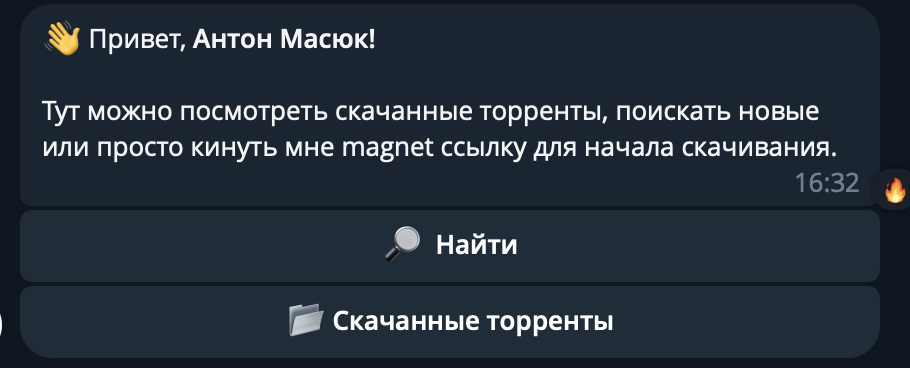 👋 Привет, Антон Масюк!
Тут можно посмотреть скачанные торренты, поискать новые
или просто кинуть мне magnet ссылку для начала скачивания.
16:32
🔎 Найти
📁 Скачанные торренты